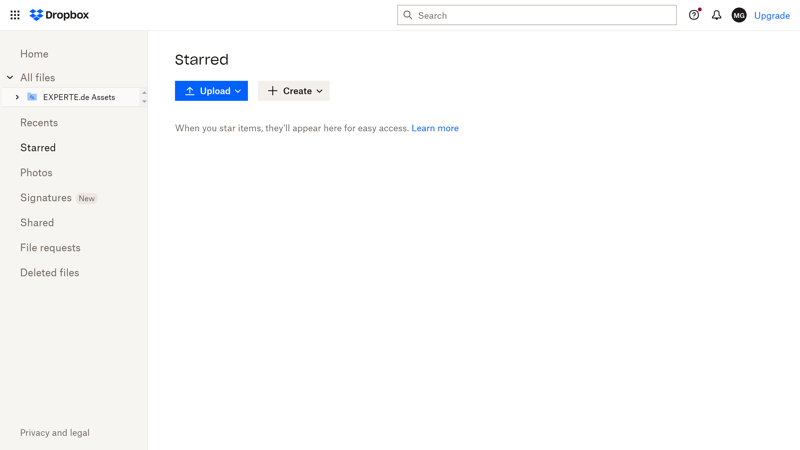 Dropbox
Search
MG
Upgrade
Home
All files
EXPERTE.de Assets
Recents
Starred
Photos
Signatures New
Shared
File requests
Deleted files
Privacy and legal
Starred
Upload
Create
When you star items, they'll appear here for easy access. Learn more